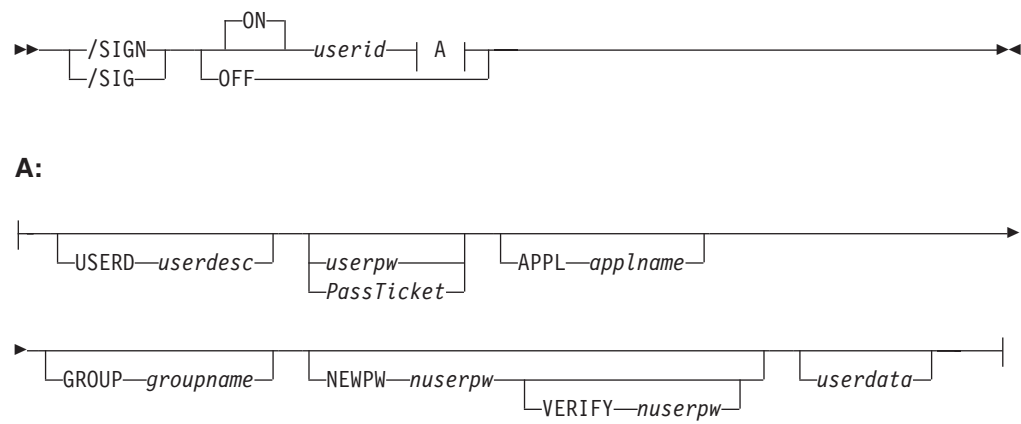 ON
/SIGN userid A
/SIG OFF
A:
USERD userdesc userpw APPL applname
PassTicket
GROUP groupname NEWPW nuserpw userdata
VERIFY nuserpw